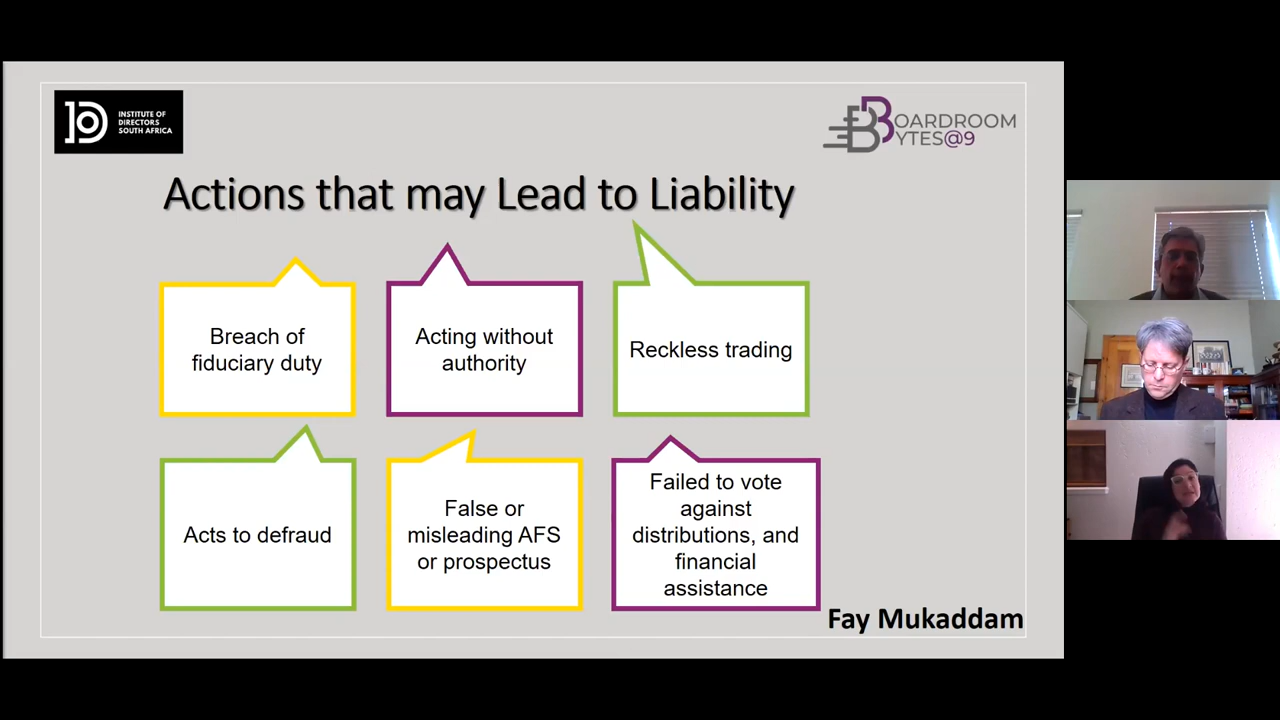 INSTITUTE OF
DIRECTORS
SOUTH AFRICA
BOARDROOM
BYTES@9
Actions that may Lead to Liability
Breach of
fiduciary duty
Acting without
authority
Reckless trading
Acts to defraud
False or
misleading AFS
or prospectus
Failed to vote
against
distributions, and
financial
assistance
Fay Mukaddam